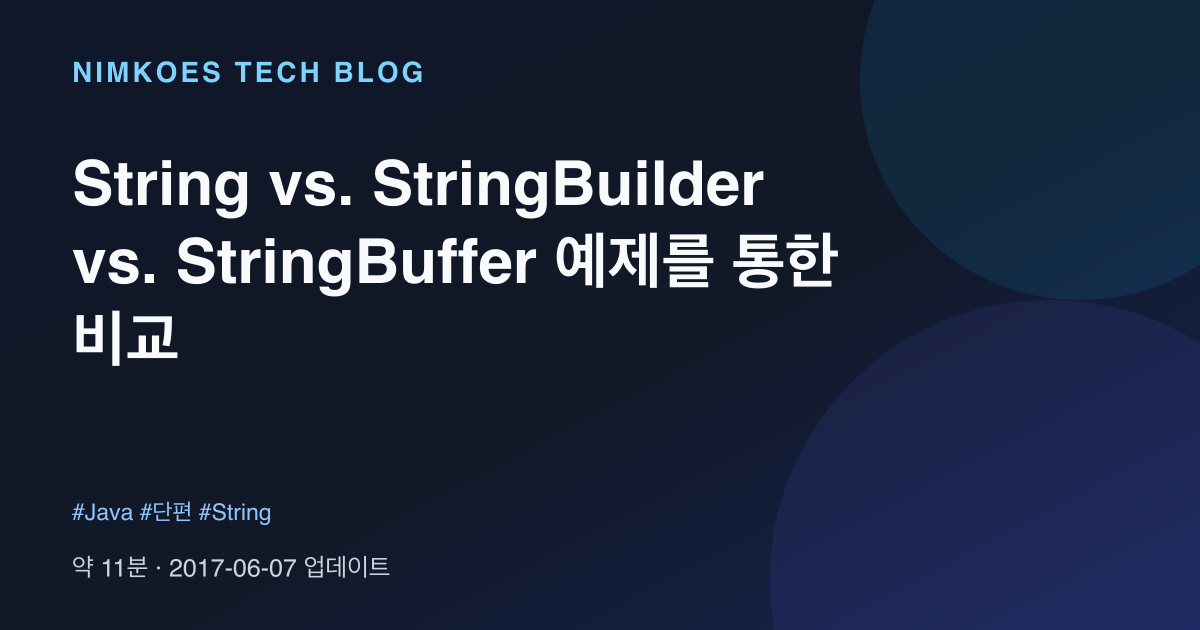 NIMKOES TECH BLOG
String vs. StringBuilder
vs. StringBuffer 예제를 통한
비교
#Java #단편 #String
약 11분 · 2017-06-07 업데이트